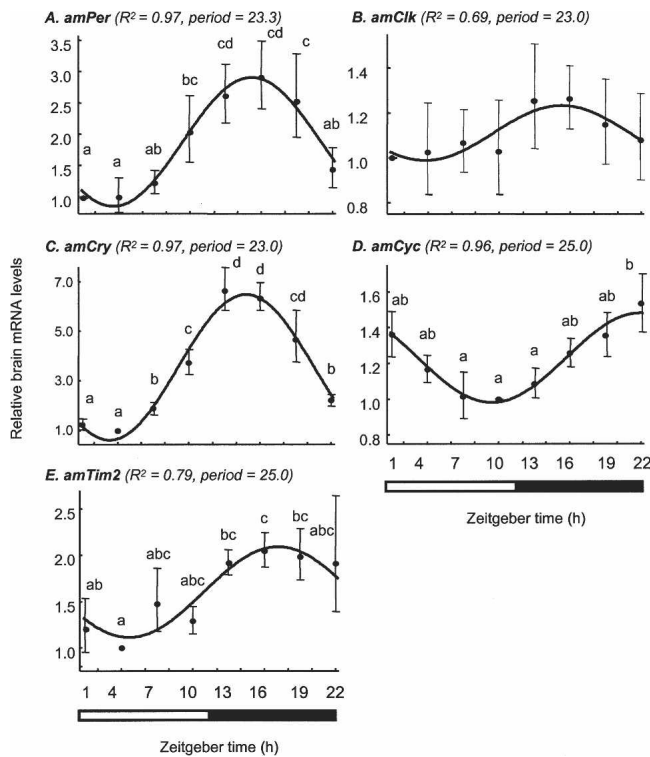 A. amPer (R² = 0.97, period = 23.3)
cd
cd
c
bc
ab
ab
a
a
3.0
2.5
2.0
1.5
1.0
B. amClk (R² = 0.69, period = 23.0)
1.4
1.2
1.0
0.8
C. amCry (R² = 0.97, period = 23.0)
d
d
cd
c
b
b
a
a
7.0
5.0
3.0
1.0
D. amCyc (R² = 0.96, period = 25.0)
b
ab
ab
ab
ab
a
a
a
1.6
1.4
1.2
1.0
0.8
1 4 7 10 13 16 19 22
Zeitgeber time (h)
Relative brain mRNA levels
E. amTim2 (R² = 0.79, period = 25.0)
bc
c
bc
abc
abc
abc
ab
a
2.5
2.0
1.5
1.0
1 4 7 10 13 16 19 22
Zeitgeber time (h)